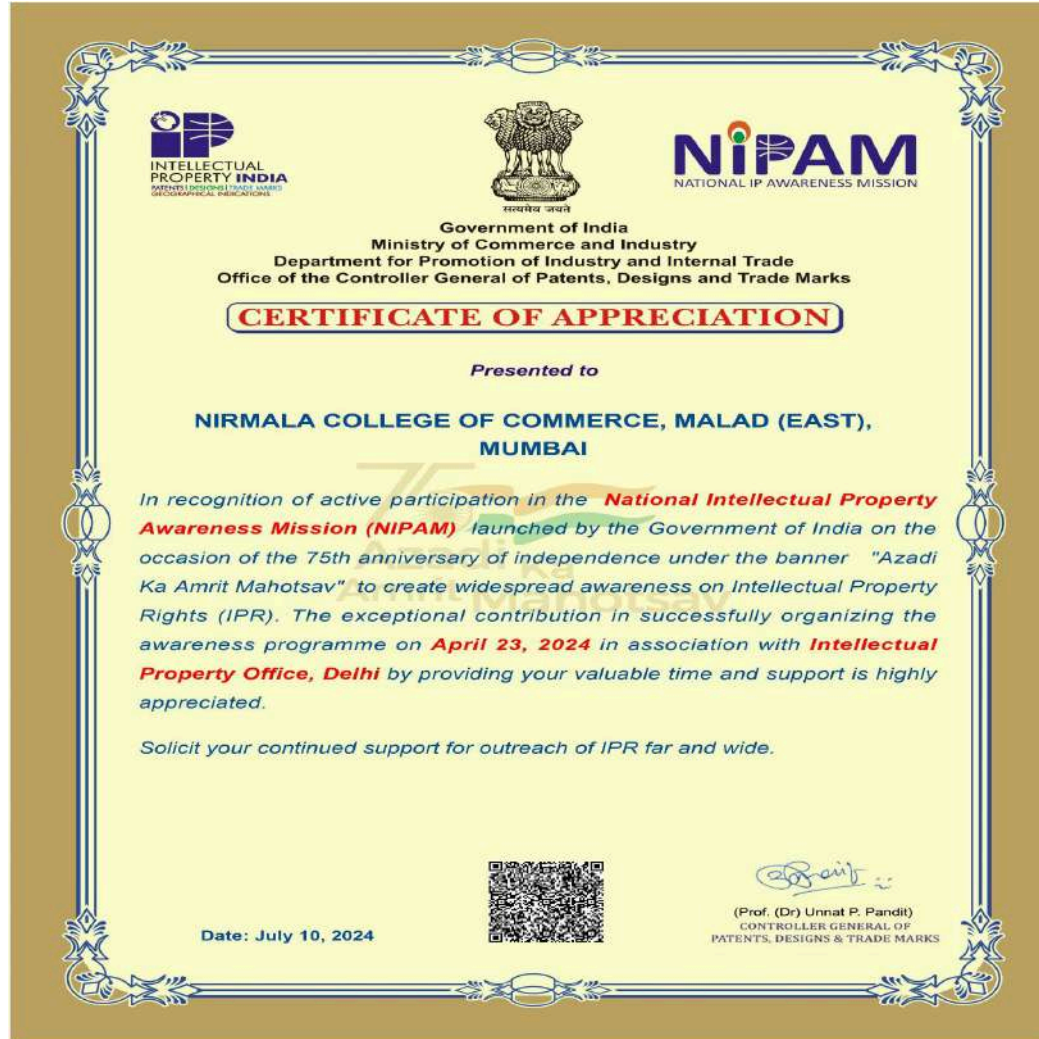 iP
INTELLECTUAL
PROPERTY INDIA
PATENTS | DESIGNS | TRADE MARKS
GEOGRAPHICAL INDICATIONS
सत्यमेव जयते
NiPAM
NATIONAL IP AWARENESS MISSION
Government of India
Ministry of Commerce and Industry
Department for Promotion of Industry and Internal Trade
Office of the Controller General of Patents, Designs and Trade Marks
CERTIFICATE OF APPRECIATION
Presented to
NIRMALA COLLEGE OF COMMERCE, MALAD (EAST),
MUMBAI
75
Azadi Ka
Amrit Mahotsav
In recognition of active participation in the National Intellectual Property
Awareness Mission (NIPAM) launched by the Government of India on the
occasion of the 75th anniversary of independence under the banner "Azadi
Ka Amrit Mahotsav" to create widespread awareness on Intellectual Property
Rights (IPR). The exceptional contribution in successfully organizing the
awareness programme on April 23, 2024 in association with Intellectual
Property Office, Delhi by providing your valuable time and support is highly
appreciated.
Solicit your continued support for outreach of IPR far and wide.
Date: July 10, 2024
(Prof. (Dr) Unnat P. Pandit)
CONTROLLER GENERAL OF
PATENTS, DESIGNS & TRADE MARKS